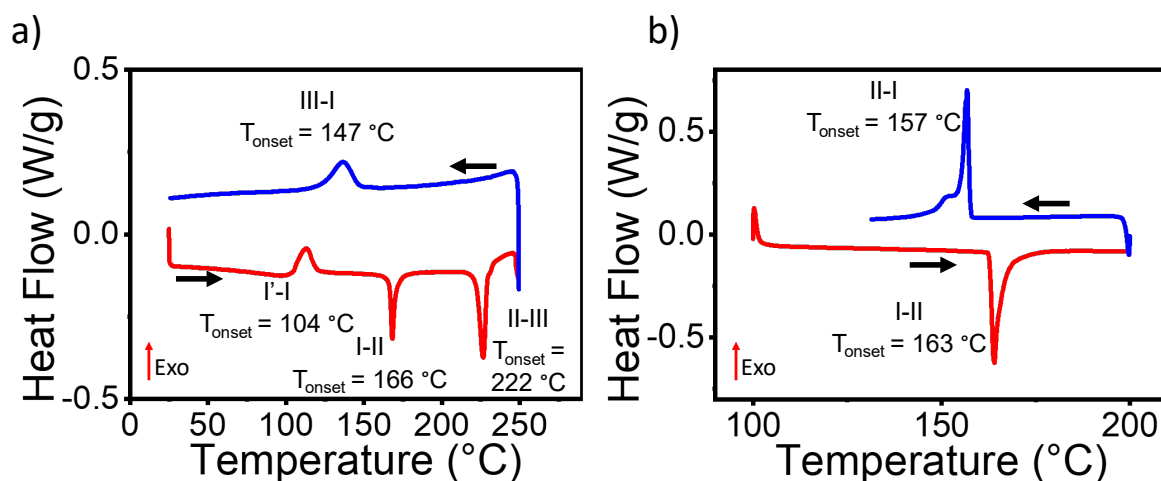 a)
Heat Flow (W/g)
0.5
0.0
-0.5
III-I
Tonset = 147 °C
I’-I
Tonset = 104 °C
I-II
Tonset = 166 °C
II-III
Tonset =
222 °C
Exo
0 50 100 150 200 250
Temperature (°C)
b)
Heat Flow (W/g)
0.5
0.0
-0.5
II-I
Tonset = 157 °C
I-II
Tonset = 163 °C
Exo
100 150 200
Temperature (°C)